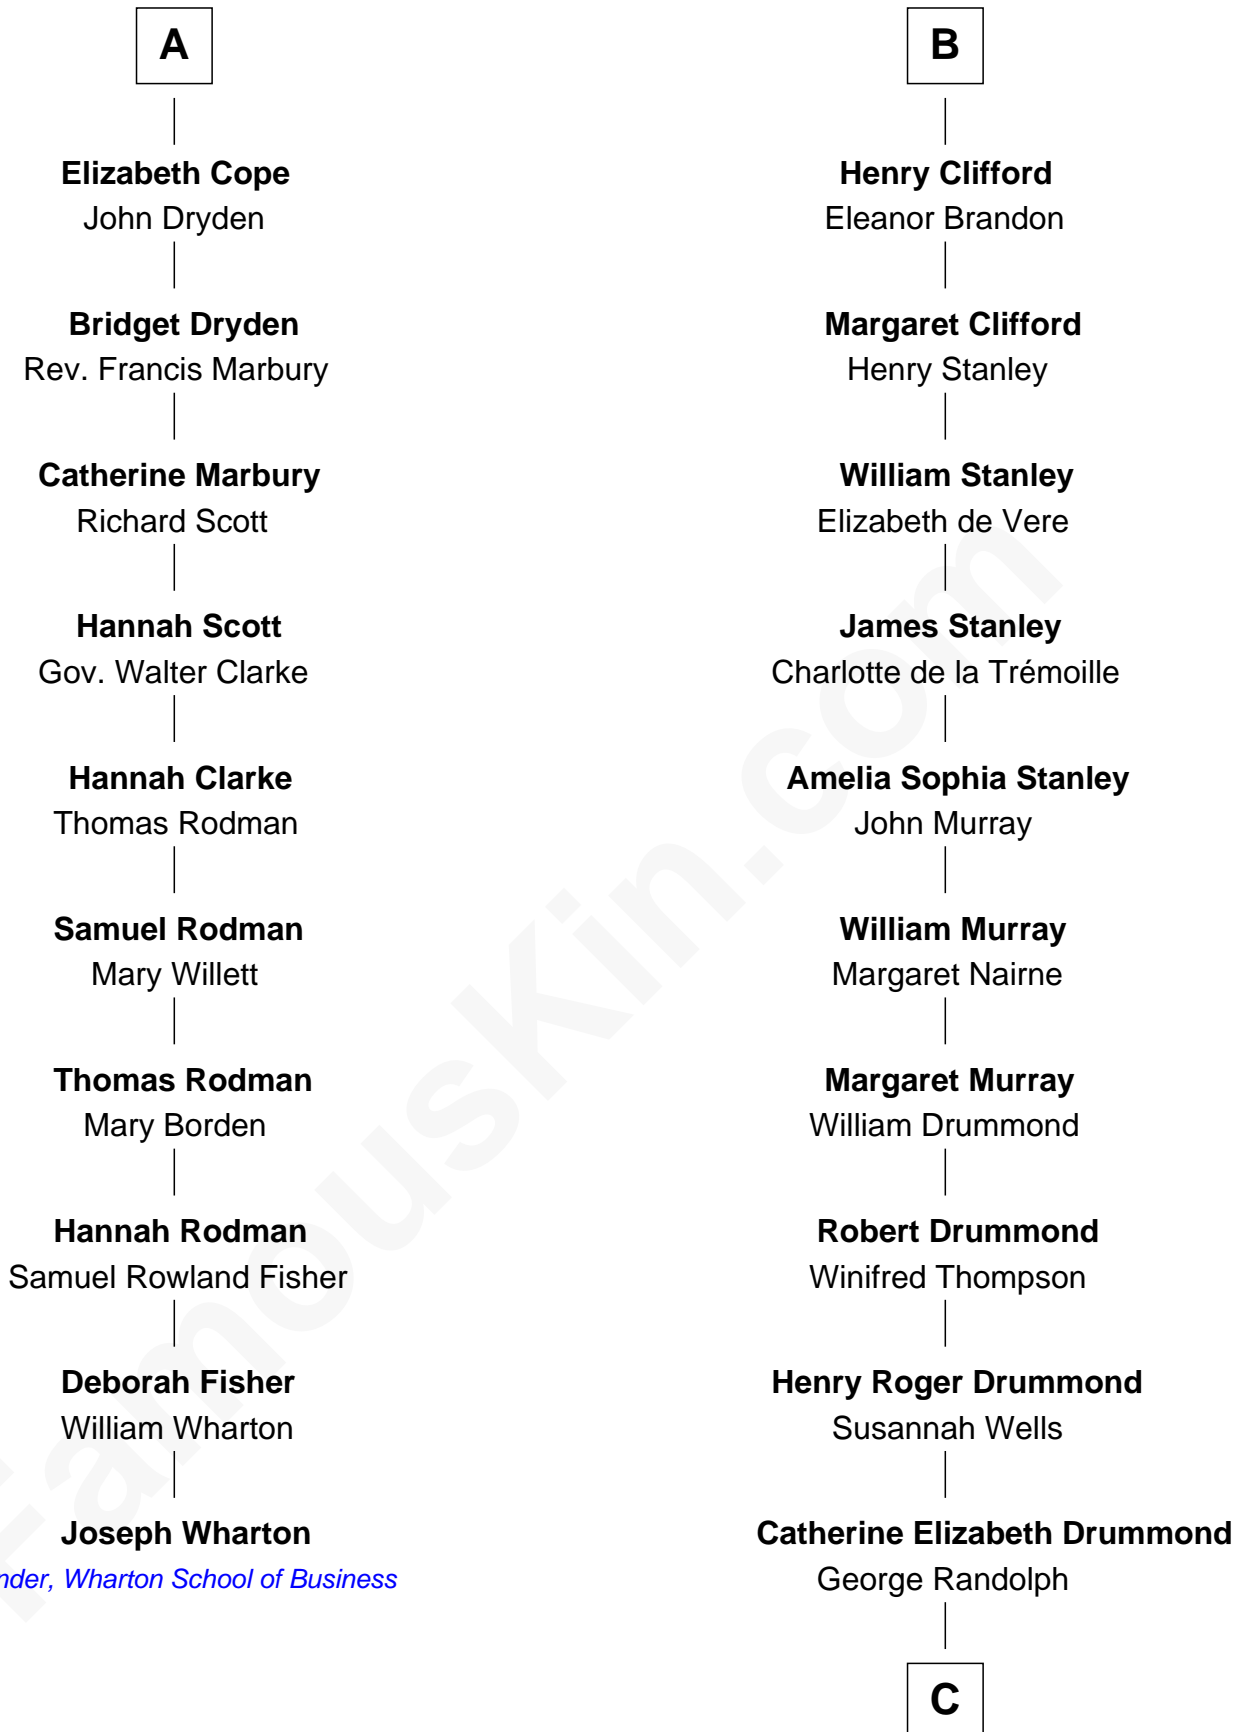 A
Elizabeth Cope
John Dryden
Bridget Dryden
Rev. Francis Marbury
Catherine Marbury
Richard Scott
Hannah Scott
Gov. Walter Clarke
Hannah Clarke
Thomas Rodman
Samuel Rodman
Mary Willett
Thomas Rodman
Mary Borden
Hannah Rodman
Samuel Rowland Fisher
Deborah Fisher
William Wharton
Joseph Wharton
nder, Wharton School of Business
B
Henry Clifford
Eleanor Brandon
Margaret Clifford
Henry Stanley
William Stanley
Elizabeth de Vere
James Stanley
Charlotte de la Trémoille
Amelia Sophia Stanley
John Murray
William Murray
Margaret Nairne
Margaret Murray
William Drummond
Robert Drummond
Winifred Thompson
Henry Roger Drummond
Susannah Wells
Catherine Elizabeth Drummond
George Randolph
C
FamousKin.com